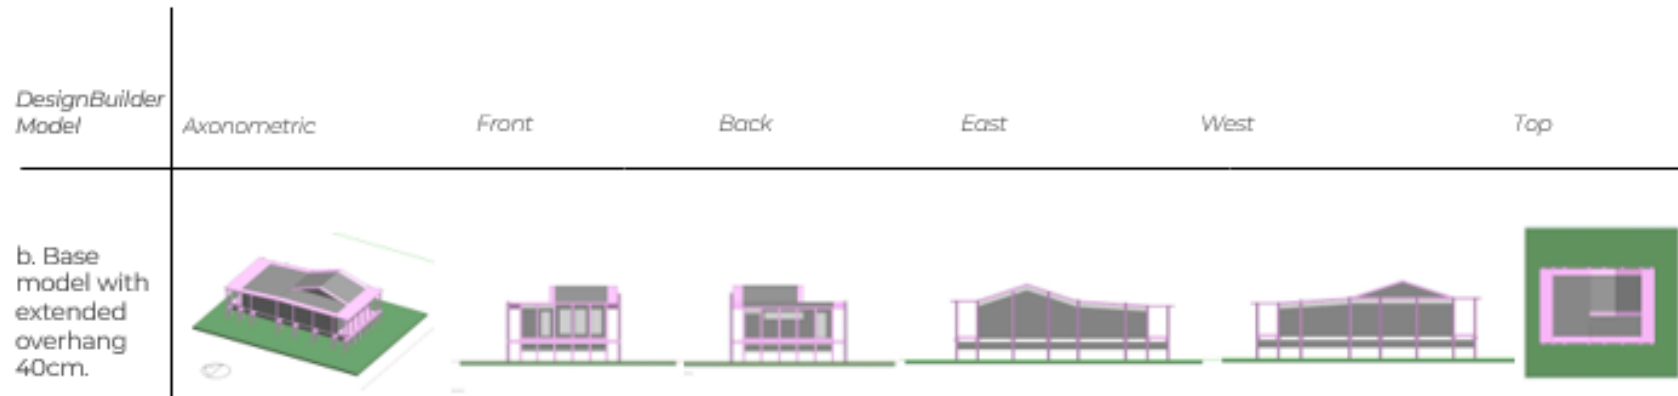 DesignBuilder
Model
Axonometric
Front
Back
East
West
Top
b. Base
model with
extended
overhang
40cm.